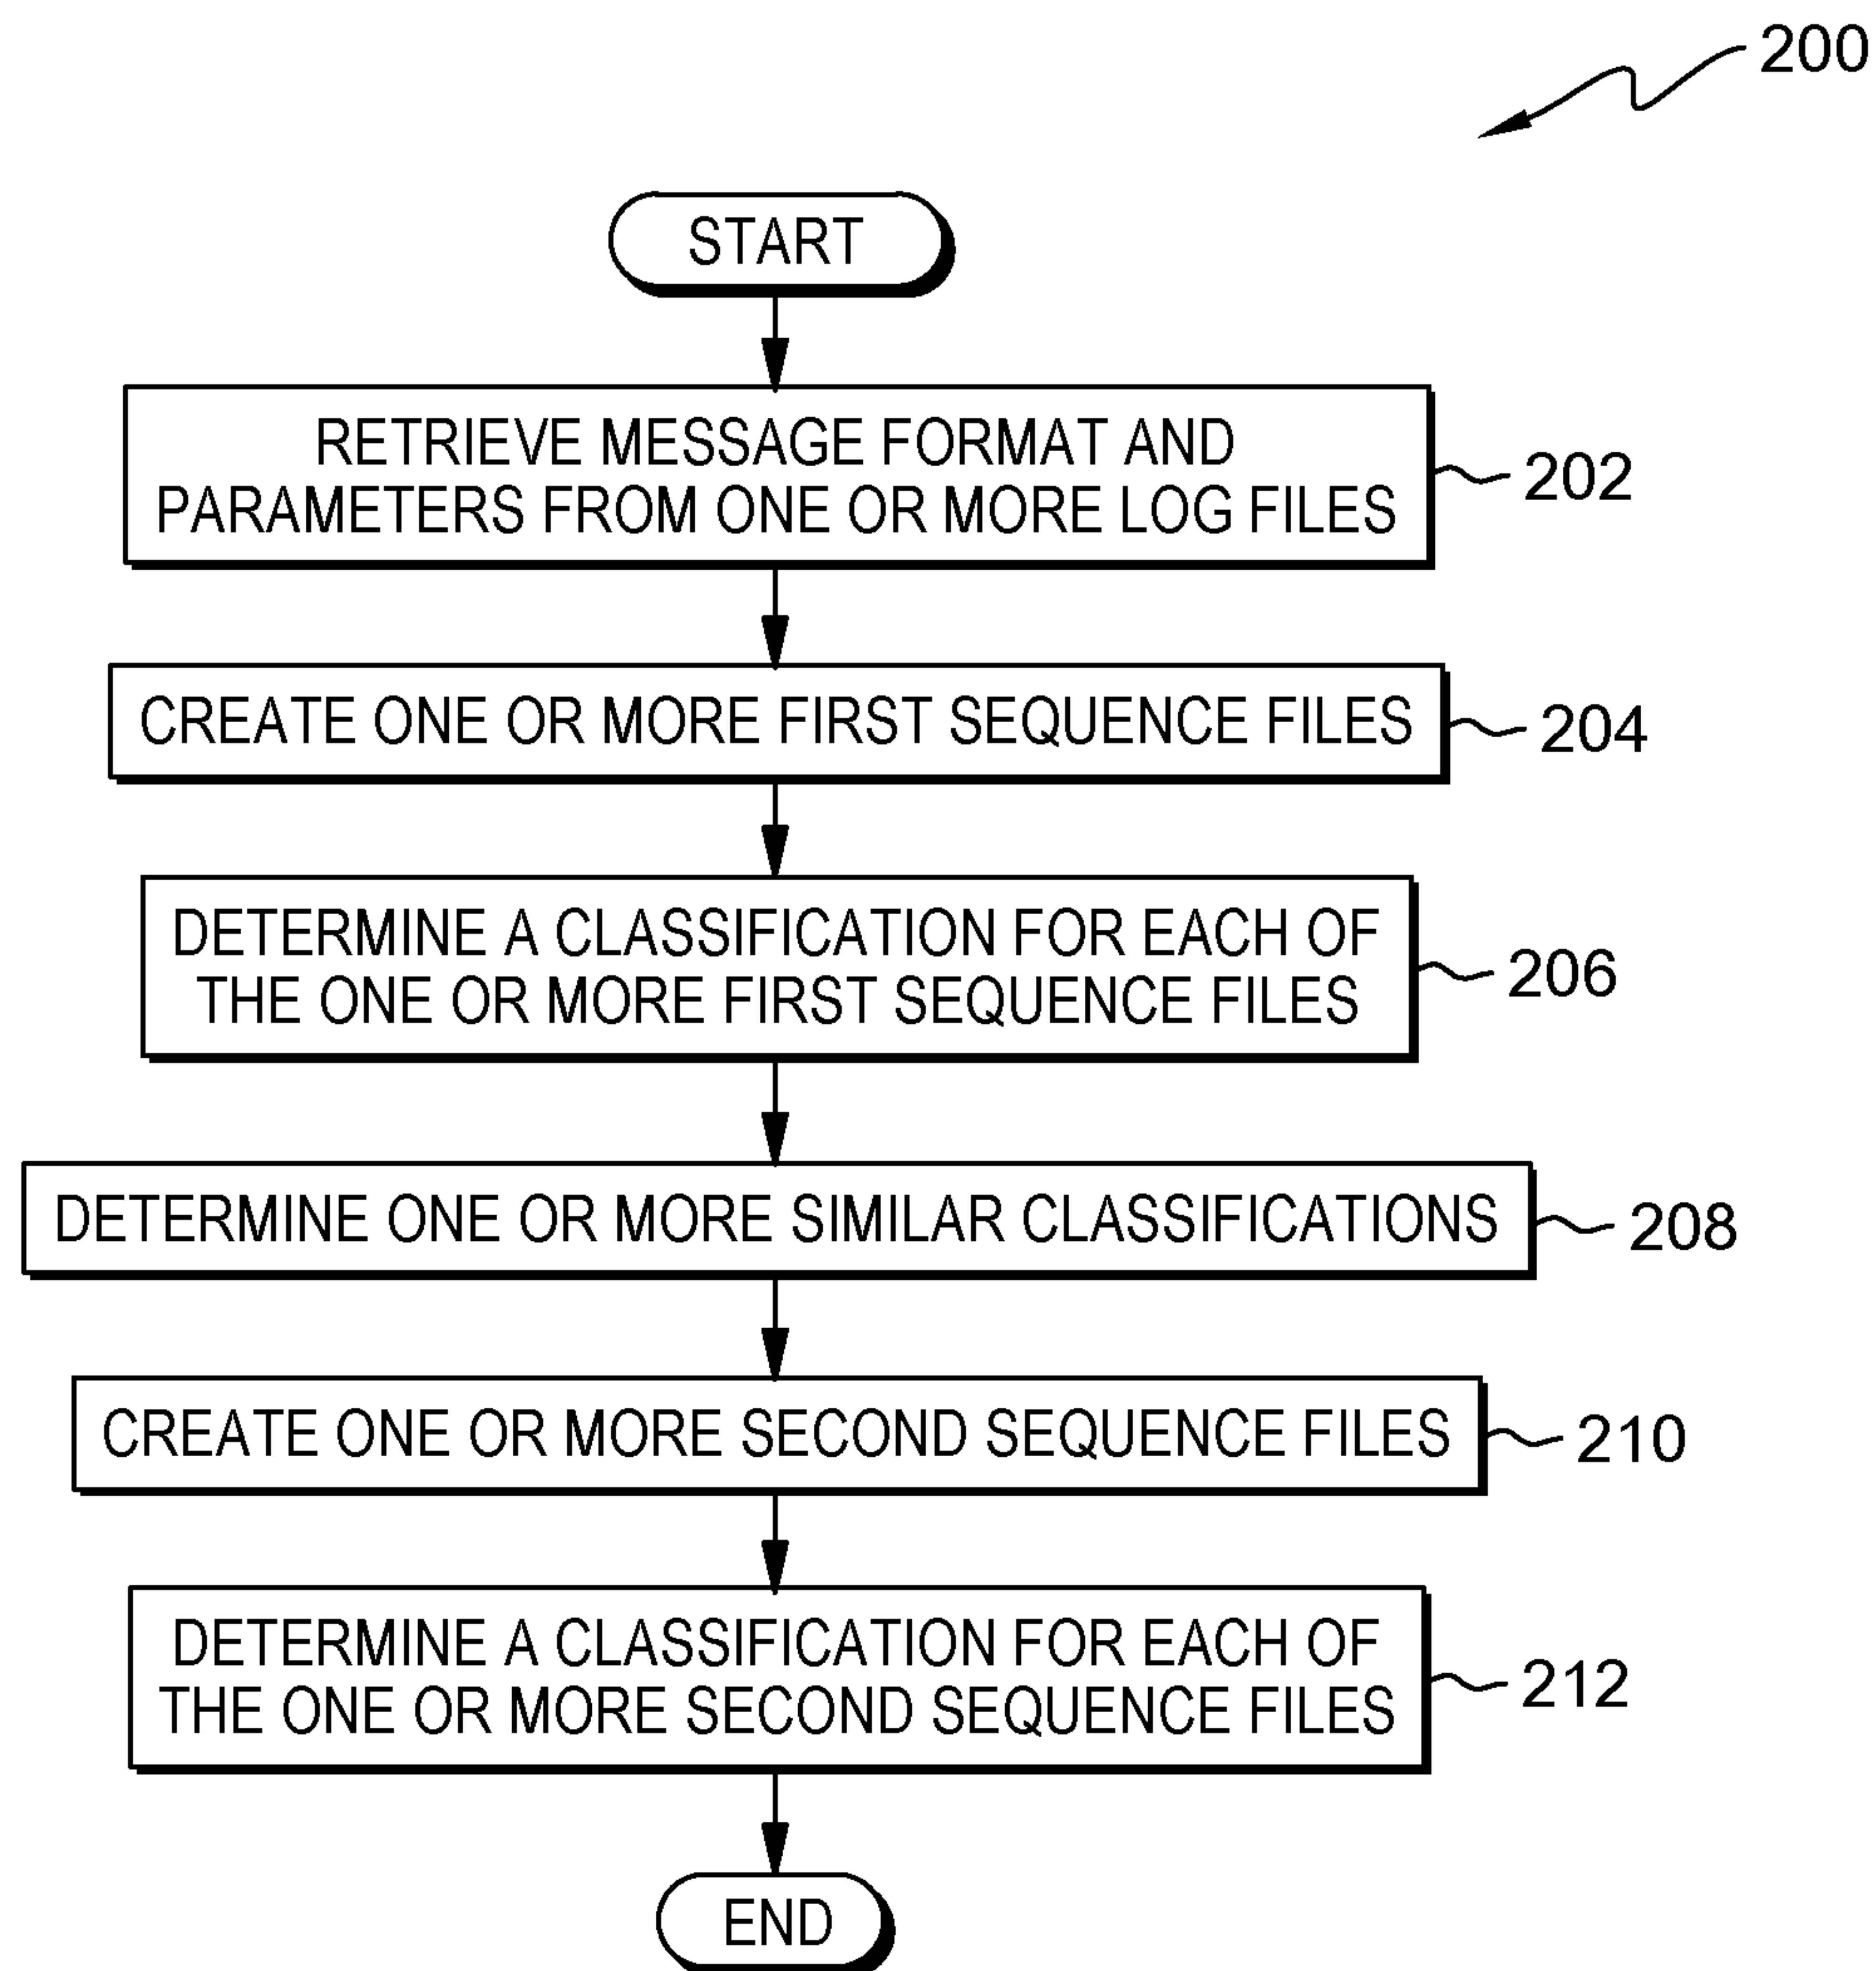 200
START
RETRIEVE MESSAGE FORMAT AND
PARAMETERS FROM ONE OR MORE LOG FILES
202
CREATE ONE OR MORE FIRST SEQUENCE FILES
204
DETERMINE A CLASSIFICATION FOR EACH OF
THE ONE OR MORE FIRST SEQUENCE FILES
206
DETERMINE ONE OR MORE SIMILAR CLASSIFICATIONS
208
CREATE ONE OR MORE SECOND SEQUENCE FILES
210
DETERMINE A CLASSIFICATION FOR EACH OF
THE ONE OR MORE SECOND SEQUENCE FILES
212
END